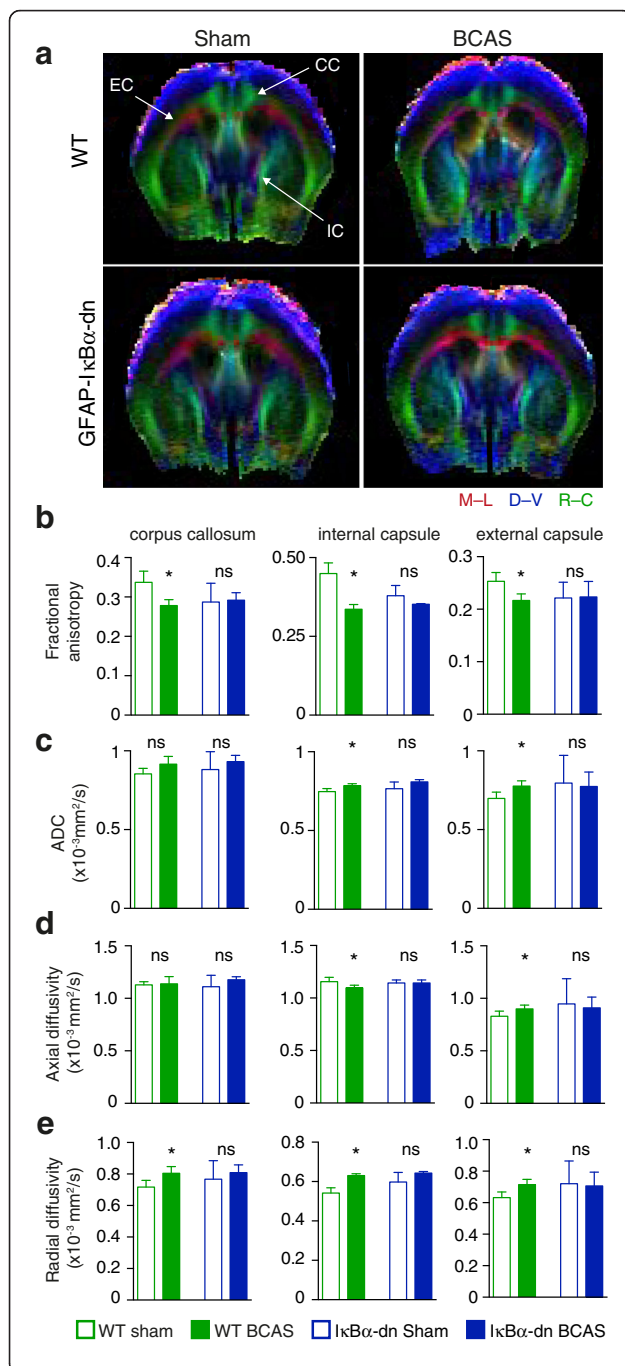 a
Sham
BCAS
EC
CC
WT
IC
GFAP-IκBα-dn
M–L D–V R–C
b
corpus callosum
internal capsule
external capsule
Fractional
anisotropy
0.4
0.3
0.2
0.1
0
* ns
0.50
0.25
0
* ns
0.3
0.2
0.1
0
* ns
c
ADC
(x10-³mm²/s)
1
0.5
0
ns ns
1
0.5
0
* ns
1
0.5
0
* ns
d
Axial diffusivity
(x10-³mm²/s)
1.5
1.0
0.5
0
ns ns
1.5
1.0
0.5
0
* ns
1.5
1.0
0.5
0
* ns
e
Radial diffusivity
(x10-³mm²/s)
1.0
0.8
0.6
0.4
0.2
0
* ns
0.6
0.4
0.2
0
* ns
1.0
0.8
0.6
0.4
0.2
0
* ns
WT sham WT BCAS IκBα-dn Sham IκBα-dn BCAS